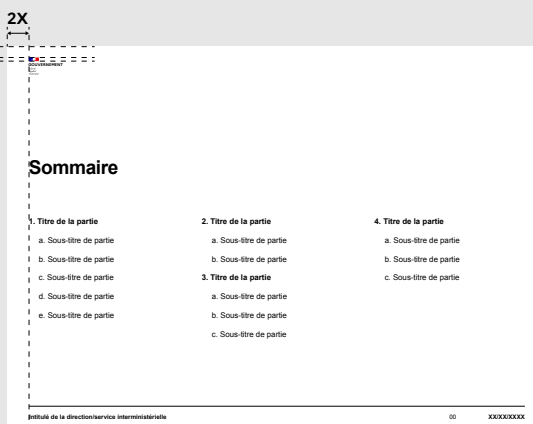 2X
GOUVERNEMENT
Sommaire
1. Titre de la partie
a. Sous-titre de partie
b. Sous-titre de partie
c. Sous-titre de partie
d. Sous-titre de partie
e. Sous-titre de partie
2. Titre de la partie
a. Sous-titre de partie
b. Sous-titre de partie
3. Titre de la partie
a. Sous-titre de partie
b. Sous-titre de partie
c. Sous-titre de partie
4. Titre de la partie
a. Sous-titre de partie
b. Sous-titre de partie
c. Sous-titre de partie
Intitulé de la direction/service interministérielle
00
XX/XX/XXXX